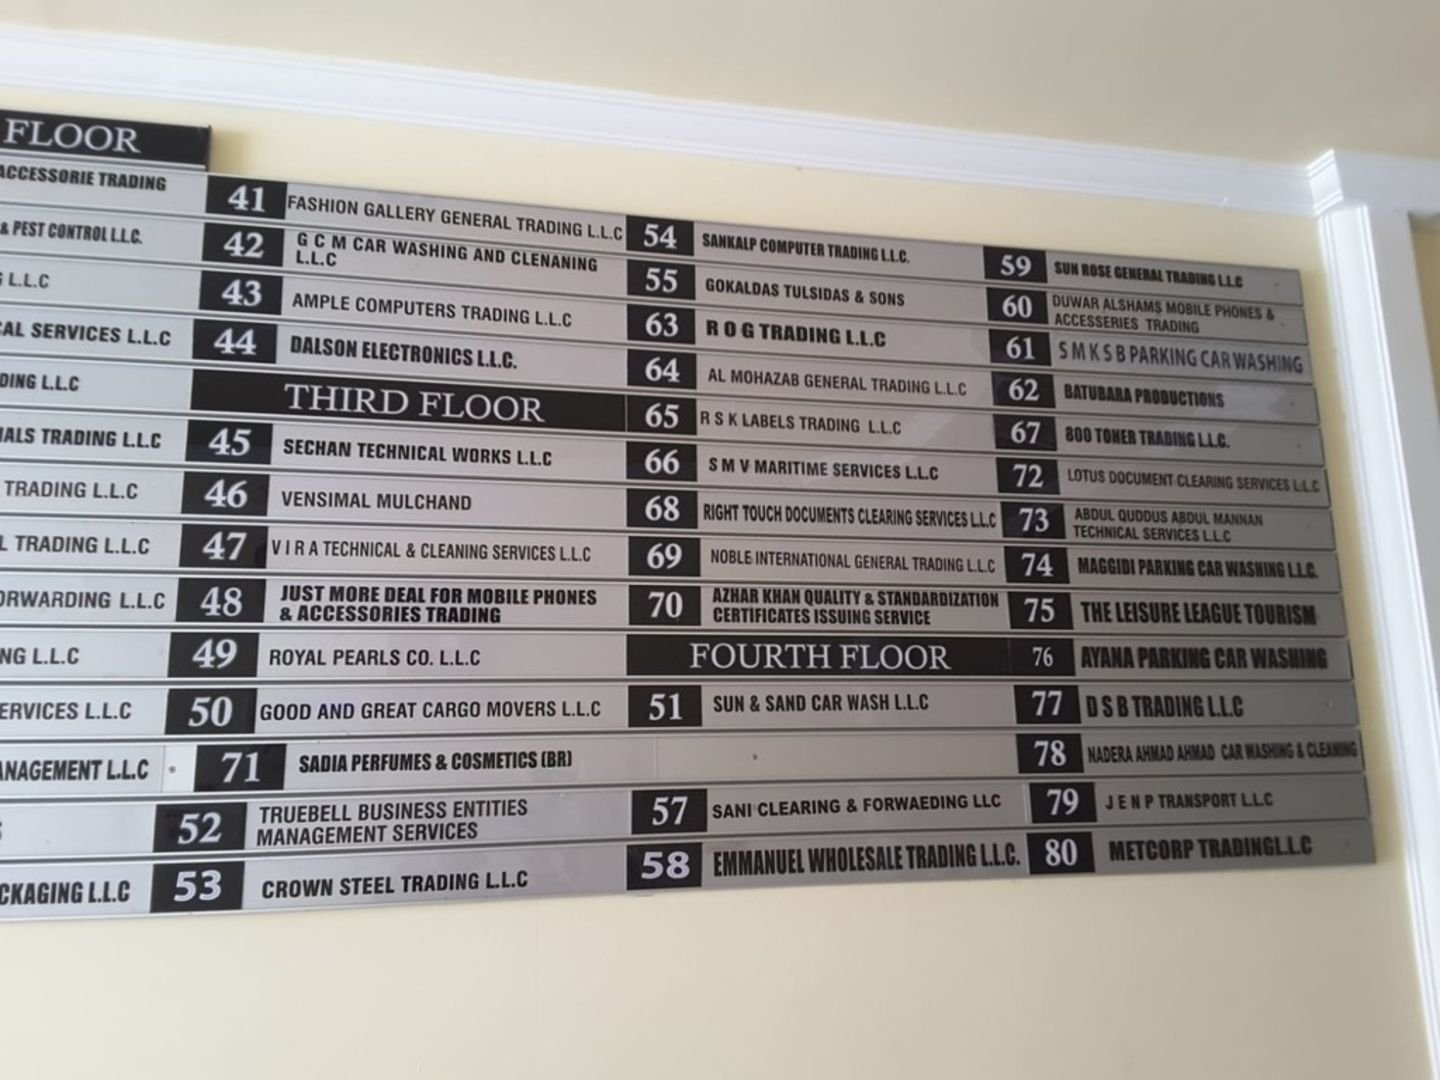 FLOOR
ACCESSORIE TRADING
& PEST CONTROL L.L.C.
L.L.C
CAL SERVICES L.L.C
DING L.L.C
IALS TRADING L.L.C
TRADING L.L.C
L TRADING L.L.C
ORWARDING L.L.C
NG L.L.C
ERVICES L.L.C
ANAGEMENT L.L.C
CKAGING L.L.C
41 FASHION GALLERY GENERAL TRADING L.L.C
42 G C M CAR WASHING AND CLENANING
L.L.C
43 AMPLE COMPUTERS TRADING L.L.C
44 DALSON ELECTRONICS L.L.C.
THIRD FLOOR
45 SECHAN TECHNICAL WORKS L.L.C
46 VENSIMAL MULCHAND
47 V I R A TECHNICAL & CLEANING SERVICES L.L.C
48 JUST MORE DEAL FOR MOBILE PHONES
& ACCESSORIES TRADING
49 ROYAL PEARLS CO. L.L.C
50 GOOD AND GREAT CARGO MOVERS L.L.C
71 SADIA PERFUMES & COSMETICS (BR)
52 TRUEBELL BUSINESS ENTITIES
MANAGEMENT SERVICES
53 CROWN STEEL TRADING L.L.C
54 SANKALP COMPUTER TRADING L.L.C.
55 GOKALDAS TULSIDAS & SONS
63 R O G TRADING L.L.C
64 AL MOHAZAB GENERAL TRADING L.L.C
65 R S K LABELS TRADING L.L.C
66 S M V MARITIME SERVICES L.L.C
68 RIGHT TOUCH DOCUMENTS CLEARING SERVICES L.L.C
69 NOBLE INTERNATIONAL GENERAL TRADING L.L.C
70 AZHAR KHAN QUALITY & STANDARDIZATION
CERTIFICATES ISSUING SERVICE
FOURTH FLOOR
51 SUN & SAND CAR WASH L.L.C
57 SANI CLEARING & FORWAEDING LLC
58 EMMANUEL WHOLESALE TRADING L.L.C.
59 SUN ROSE GENERAL TRADING L.L.C
60 DUWAR ALSHAMS MOBILE PHONES &
ACCESSERIES TRADING
61 S M K S B PARKING CAR WASHING
62 BATUBARA PRODUCTIONS
67 800 TONER TRADING L.L.C.
72 LOTUS DOCUMENT CLEARING SERVICES L.L.C
73 ABDUL QUDDUS ABDUL MANNAN
TECHNICAL SERVICES L.L.C
74 MAGGIDI PARKING CAR WASHING L.L.C.
75 THE LEISURE LEAGUE TOURISM
76 AYANA PARKING CAR WASHING
77 D S B TRADING L.L.C
78 NADERA AHMAD AHMAD CAR WASHING & CLEANING
79 J E N P TRANSPORT L.L.C
80 METCORP TRADINGL.L.C